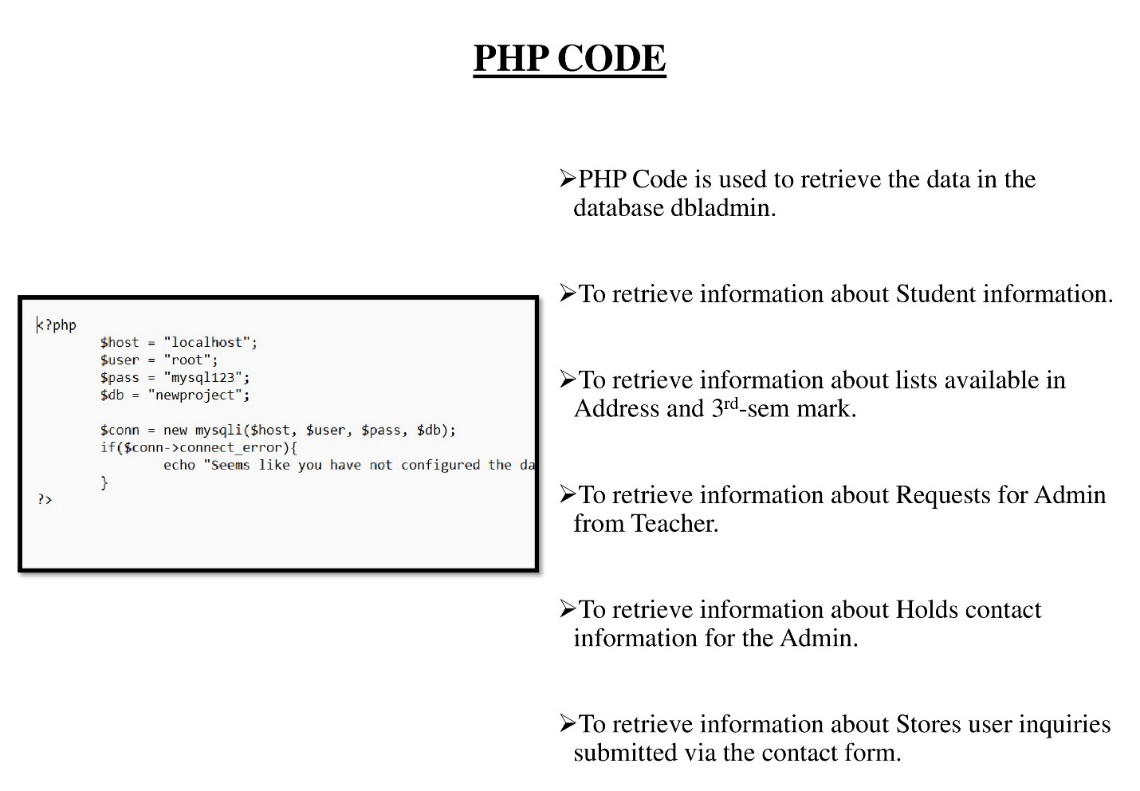 PHP CODE
<?php
$host = "localhost";
$user = "root";
$pass = "mysql123";
$db = "newproject";
$conn = new mysqli($host, $user, $pass, $db);
if($conn->connect_error){
echo "Seems like you have not configured the da
}
?>
➢PHP Code is used to retrieve the data in the
database dbladmin.
➢To retrieve information about Student information.
➢To retrieve information about lists available in
Address and 3rd-sem mark.
➢To retrieve information about Requests for Admin
from Teacher.
➢To retrieve information about Holds contact
information for the Admin.
➢To retrieve information about Stores user inquiries
submitted via the contact form.